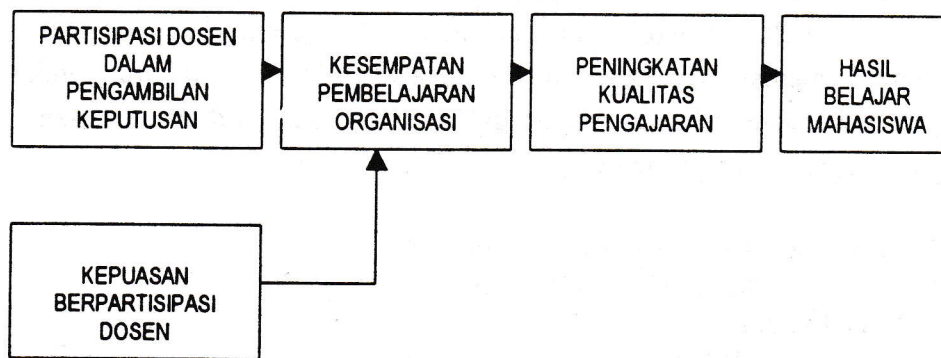 PARTISIPASI DOSEN
DALAM
PENGAMBILAN
KEPUTUSAN
KESEMPATAN
PEMBELAJARAN
ORGANISASI
PENINGKATAN
KUALITAS
PENGAJARAN
HASIL
BELAJAR
MAHASISWA
KEPUASAN
BERPARTISIPASI
DOSEN